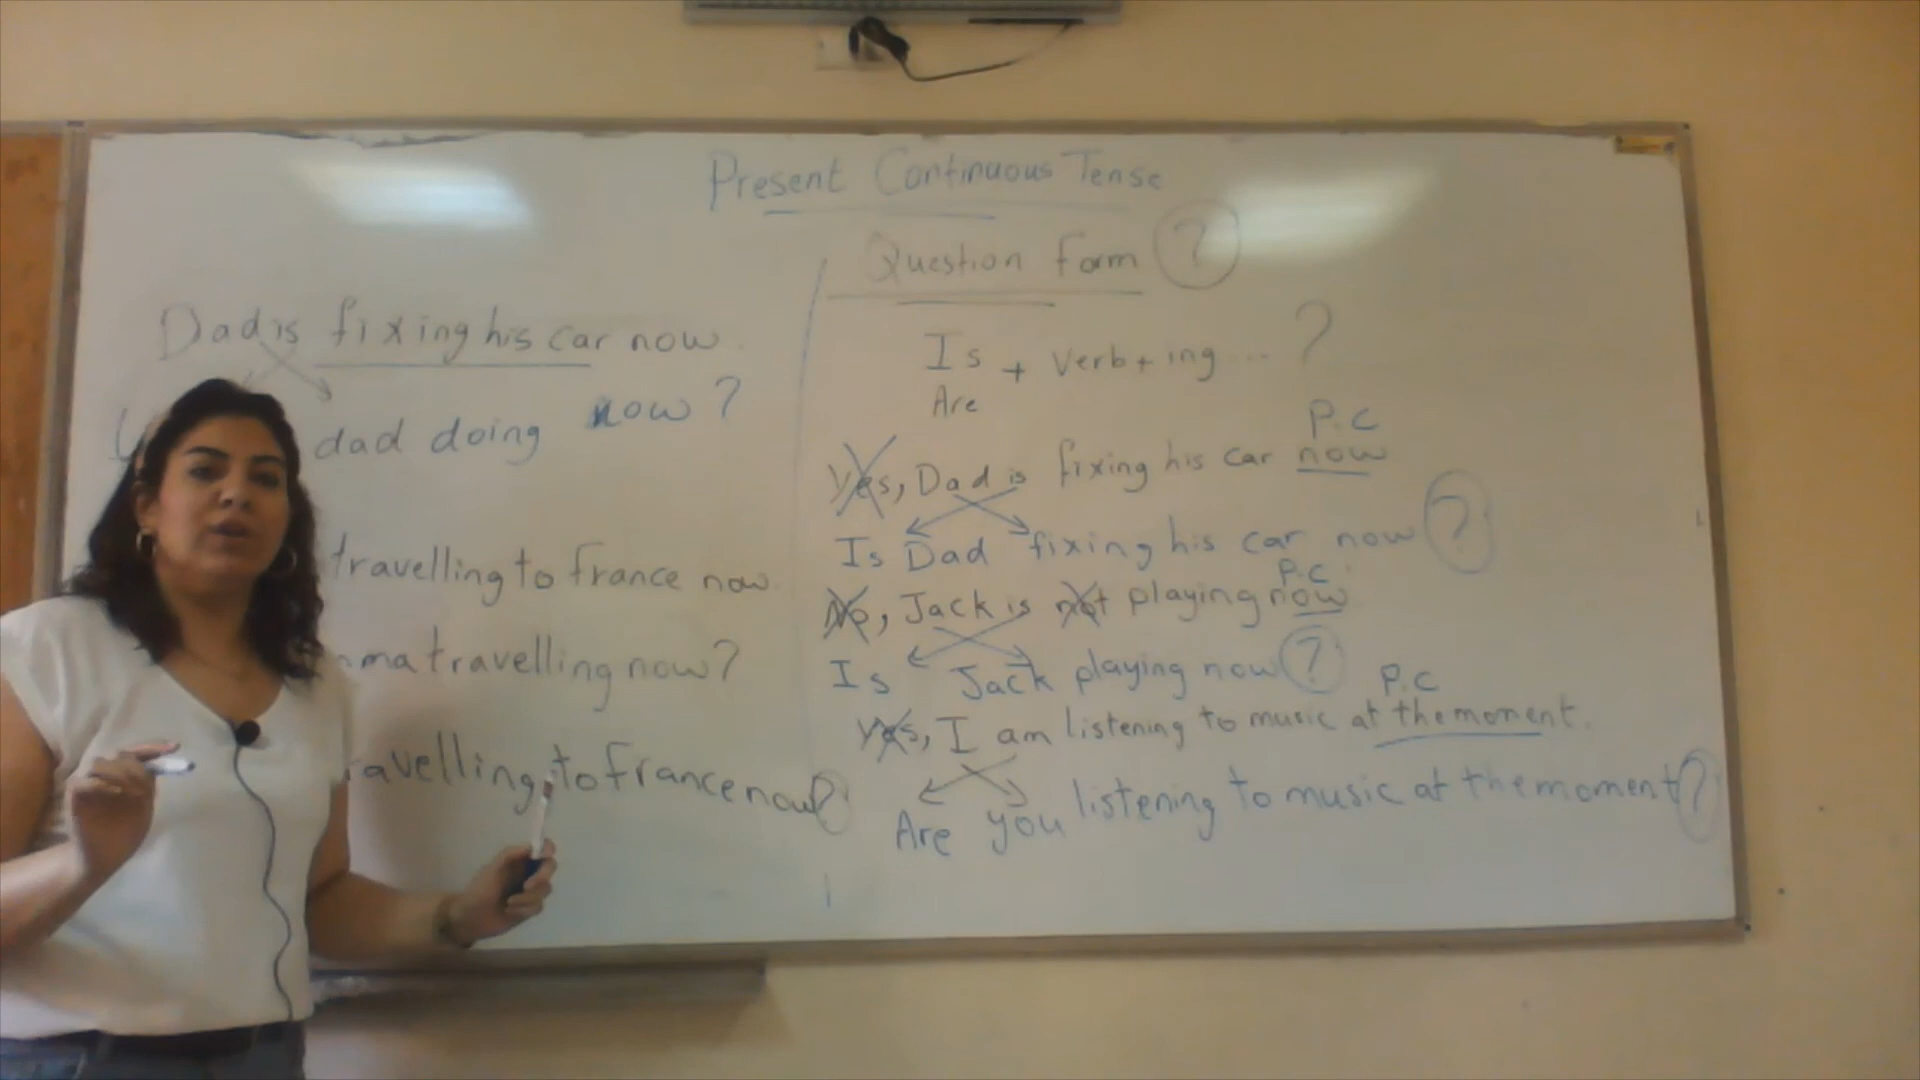 Present Continuous Tense
Dad is fixing his car now.
dad doing now?
travelling to france now.
ma travelling now?
avelling to france now?
Question form ?
Is + verb + ing ... ?
Are
P.C
Yes, Dad is fixing his car now
Is Dad fixing his car now?
P.C
No, Jack is not playing now
Is Jack playing now?
P.C
Yes, I am listening to music at the moment.
Are you listening to music at the moment?